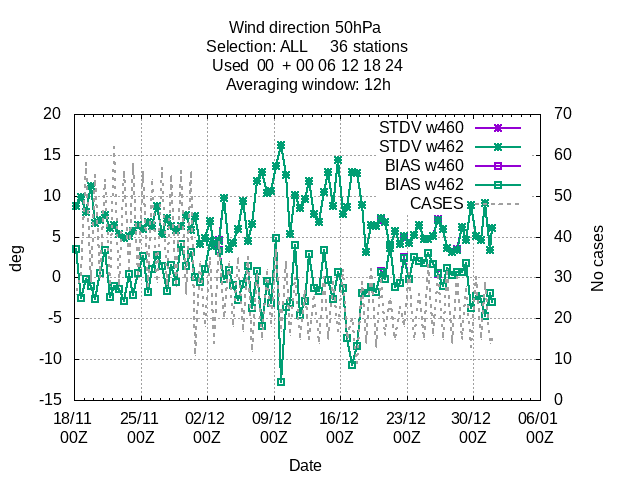 Wind direction 50hPa
Selection: ALL 36 stations
Used 00 + 00 06 12 18 24
Averaging window: 12h
20 70
STDV w460
STDV w462
BIAS w460
BIAS w462
CASES
15 60
10 50
5 40
0 30
-5 20
-10 10
-15 0
deg
No cases
18/11 25/11 02/12 09/12 16/12 23/12 30/12 06/01
00Z 00Z 00Z 00Z 00Z 00Z 00Z 00Z
Date